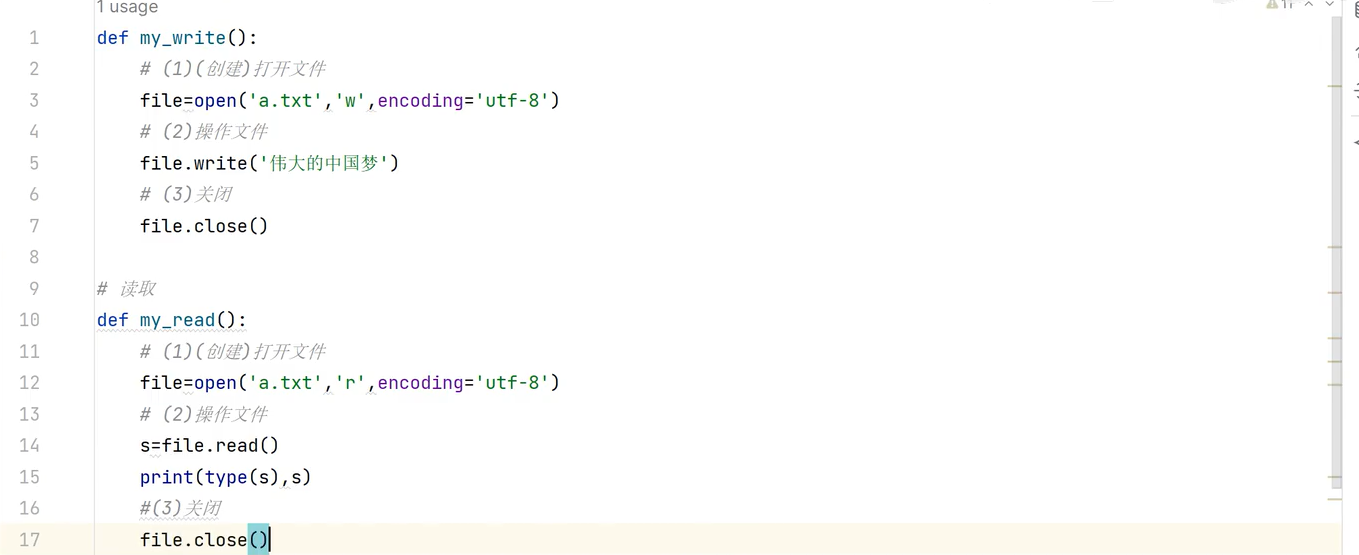 1 usage
1 def my_write():
2 # (1)(创建)打开文件
3 file=open('a.txt','w',encoding='utf-8')
4 # (2)操作文件
5 file.write('伟大的中国梦')
6 # (3)关闭
7 file.close()
8
9 # 读取
10 def my_read():
11 # (1)(创建)打开文件
12 file=open('a.txt','r',encoding='utf-8')
13 # (2)操作文件
14 s=file.read()
15 print(type(s),s)
16 #(3)关闭
17 file.close()